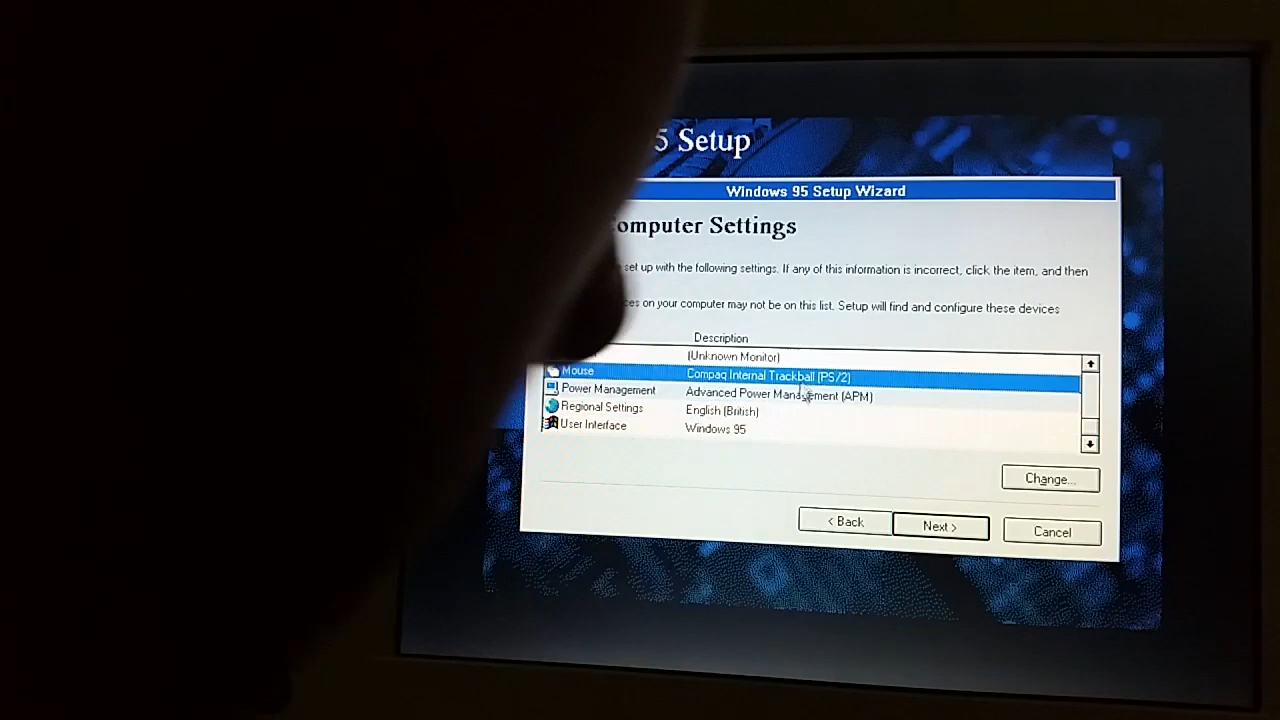 5 Setup
Windows 95 Setup Wizard
Computer Settings
set up with the following settings. If any of this information is incorrect, click the item, and then
on your computer may not be on this list. Setup will find and configure these devices
Description
(Unknown Monitor)
Mouse Compaq Internal Trackball (PS/2)
Power Management Advanced Power Management (APM)
Regional Settings English (British)
User Interface Windows 95
Change...
< Back Next > Cancel